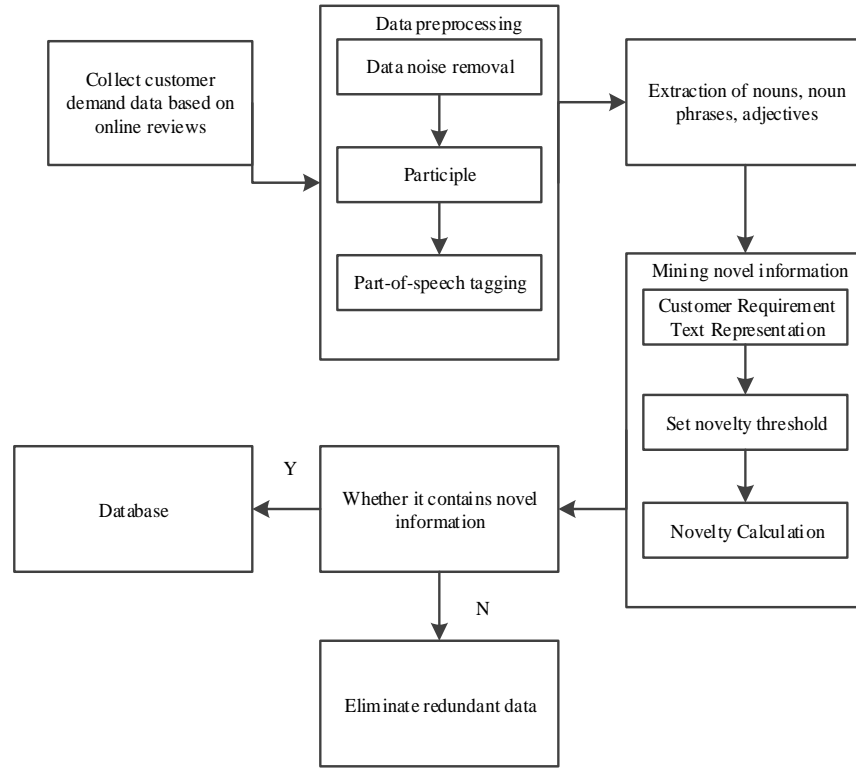 Collect customer
demand data based on
online reviews
Data preprocessing
Data noise removal
Participle
Part-of-speech tagging
Extraction of nouns, noun
phrases, adjectives
Mining novel information
Customer Requirement
Text Representation
Set novelty threshold
Novelty Calculation
Whether it contains novel
information
Y
Database
N
Eliminate redundant data